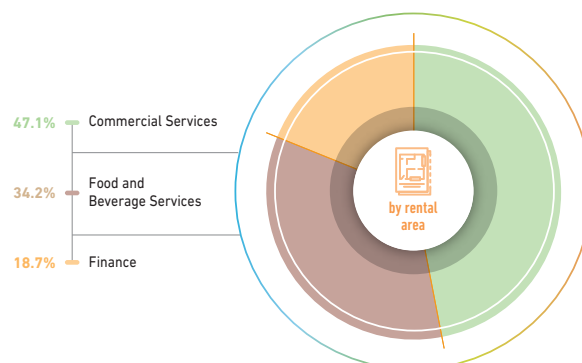 47.1% Commercial Services
34.2% Food and
Beverage Services
18.7% Finance
by rental
area